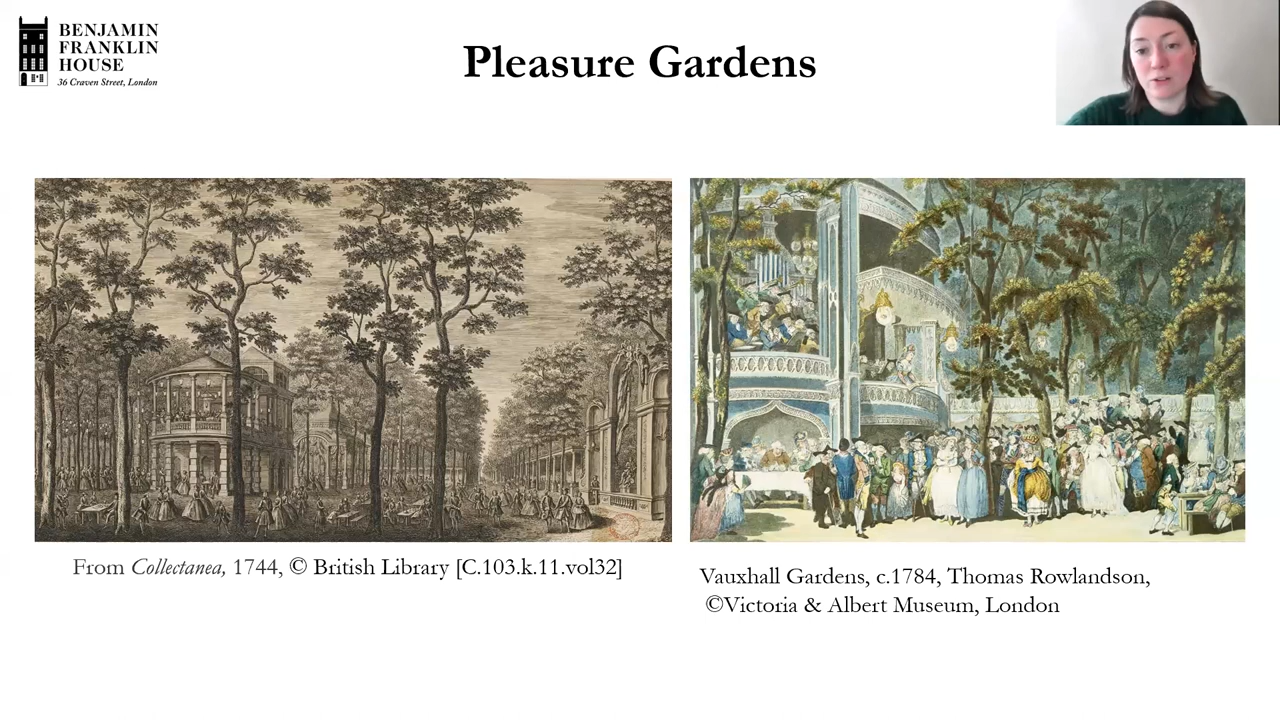 BENJAMIN
FRANKLIN
HOUSE
36 Craven Street, London
Pleasure Gardens
From Collectanea, 1744, © British Library [C.103.k.11.vol32]
Vauxhall Gardens, c.1784, Thomas Rowlandson,
©Victoria & Albert Museum, London